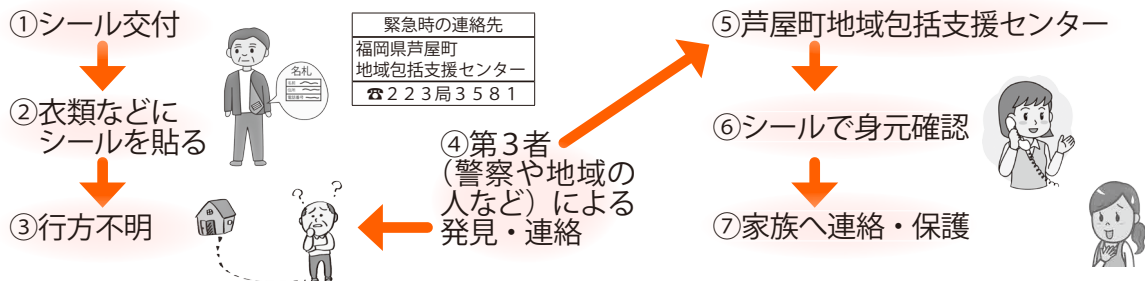 ①シール交付
②衣類などに
シールを貼る
③行方不明
名札
緊急時の連絡先
福岡県芦屋町
地域包括支援センター
☎223局3581
④第3者
（警察や地域の
人など）による
発見・連絡
⑤芦屋町地域包括支援センター
⑥シールで身元確認
⑦家族へ連絡・保護
?
?